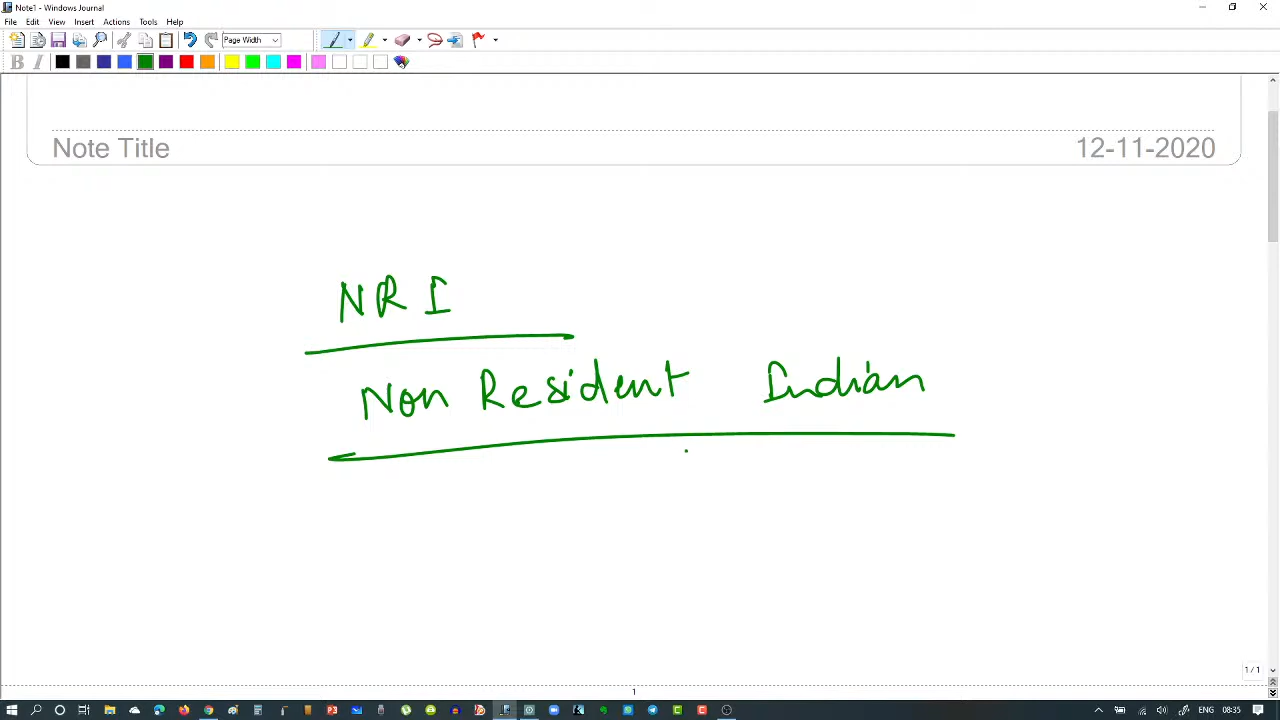 Note1 - Windows Journal
File Edit View Insert Actions Tools Help
Page Width
B I
Note Title 12-11-2020
NRI
Non Resident Indian
1 / 1
1
ENG 08:35